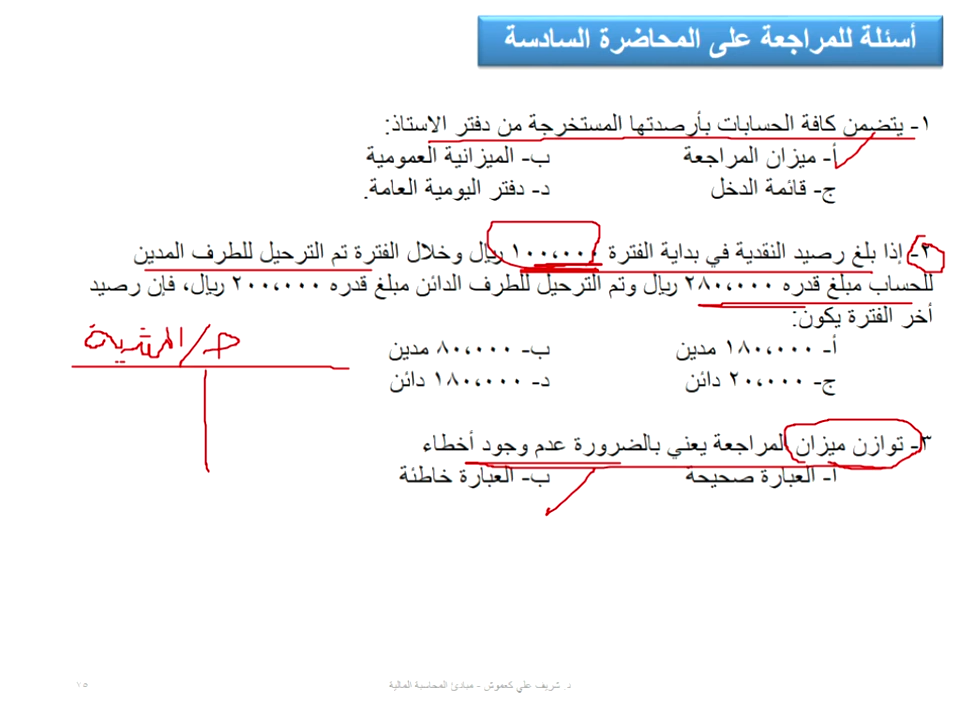 أسئلة للمراجعة على المحاضرة السادسة
١- يتضمن كافة الحسابات بأرصدتها المستخرجة من دفتر الاستاذ:
أ- ميزان المراجعة ب- الميزانية العمومية
ج- قائمة الدخل د- دفتر اليومية العامة.
٢- إذا بلغ رصيد النقدية في بداية الفترة ١٠٠،٠٠٠ ريال وخلال الفترة تم الترحيل للطرف المدين
للحساب مبلغ قدره ٢٨٠،٠٠٠ ريال وتم الترحيل للطرف الدائن مبلغ قدره ٢٠٠،٠٠٠ ريال، فإن رصيد
أخر الفترة يكون:
أ- ١٨٠،٠٠٠ مدين ب- ٨٠،٠٠٠ مدين
ج- ٢٠،٠٠٠ دائن د- ١٨٠،٠٠٠ دائن
٣- توازن ميزان المراجعة يعني بالضرورة عدم وجود أخطاء
ا- العبارة صحيحة ب- العبارة خاطئة
د. شريف علي كعموش - مبادئ المحاسبة المالية
٧٥